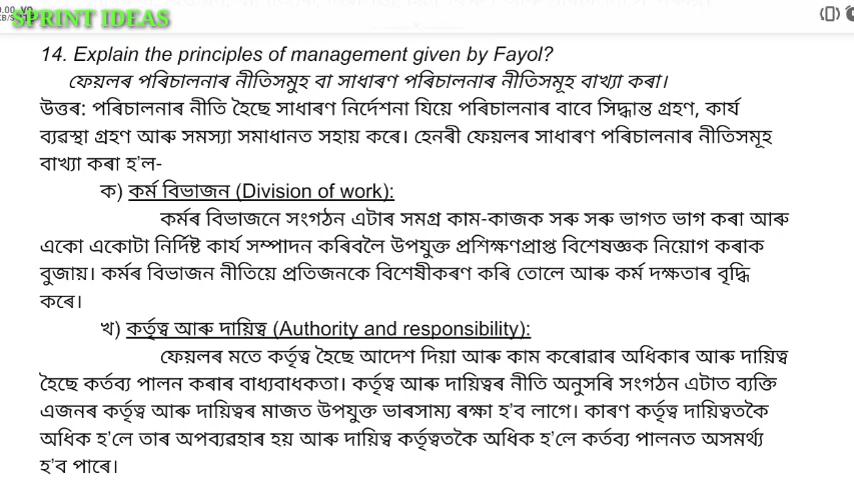 SPRINT IDEAS
14. Explain the principles of management given by Fayol?
ফেয়লৰ পৰিচালনাৰ নীতিসমুহ বা সাধাৰণ পৰিচালনাৰ নীতিসমূহ বাখ্যা কৰা।
উত্তৰ: পৰিচালনাৰ নীতি হৈছে সাধাৰণ নিৰ্দেশনা যিয়ে পৰিচালনাৰ বাবে সিদ্ধান্ত গ্ৰহণ, কাৰ্য
ব্যৱস্থা গ্ৰহণ আৰু সমস্যা সমাধানত সহায় কৰে। হেনৰী ফেয়লৰ সাধাৰণ পৰিচালনাৰ নীতিসমূহ
বাখ্যা কৰা হ'ল-
ক) কৰ্ম বিভাজন (Division of work):
কৰ্মৰ বিভাজনে সংগঠন এটাৰ সমগ্ৰ কাম-কাজক সৰু সৰু ভাগত ভাগ কৰা আৰু
একো একোটা নিৰ্দিষ্ট কাৰ্য সম্পাদন কৰিবলৈ উপযুক্ত প্ৰশিক্ষণপ্ৰাপ্ত বিশেষজ্ঞক নিয়োগ কৰাক
বুজায়। কৰ্মৰ বিভাজন নীতিয়ে প্ৰতিজনকে বিশেষীকৰণ কৰি তোলে আৰু কৰ্ম দক্ষতাৰ বৃদ্ধি
কৰে।
খ) কৰ্তৃত্ব আৰু দায়িত্ব (Authority and responsibility):
ফেয়লৰ মতে কৰ্তৃত্ব হৈছে আদেশ দিয়া আৰু কাম কৰোৱাৰ অধিকাৰ আৰু দায়িত্ব
হৈছে কৰ্তব্য পালন কৰাৰ বাধ্যবাধকতা। কৰ্তৃত্ব আৰু দায়িত্বৰ নীতি অনুসৰি সংগঠন এটাত ব্যক্তি
এজনৰ কৰ্তৃত্ব আৰু দায়িত্বৰ মাজত উপযুক্ত ভাৰসাম্য ৰক্ষা হ'ব লাগে। কাৰণ কৰ্তৃত্ব দায়িত্বতকৈ
অধিক হ'লে তাৰ অপব্যৱহাৰ হয় আৰু দায়িত্ব কৰ্তৃত্বতকৈ অধিক হ'লে কৰ্তব্য পালনত অসমৰ্থ্য
হ'ব পাৰে।